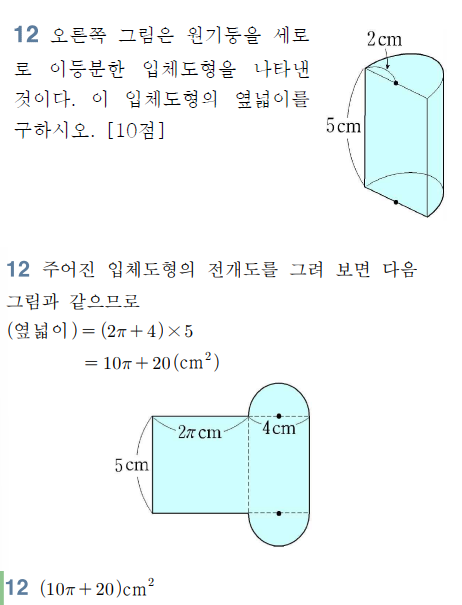 12 오른쪽 그림은 원기둥을 세로
로 이등분한 입체도형을 나타낸
것이다. 이 입체도형의 옆넓이를
구하시오. [10점]
2cm
5cm
12 주어진 입체도형의 전개도를 그려 보면 다음
그림과 같으므로
(옆넓이)=(2π+4)×5
=10π+20(cm²)
2πcm
4cm
5cm
12 (10π+20)cm²